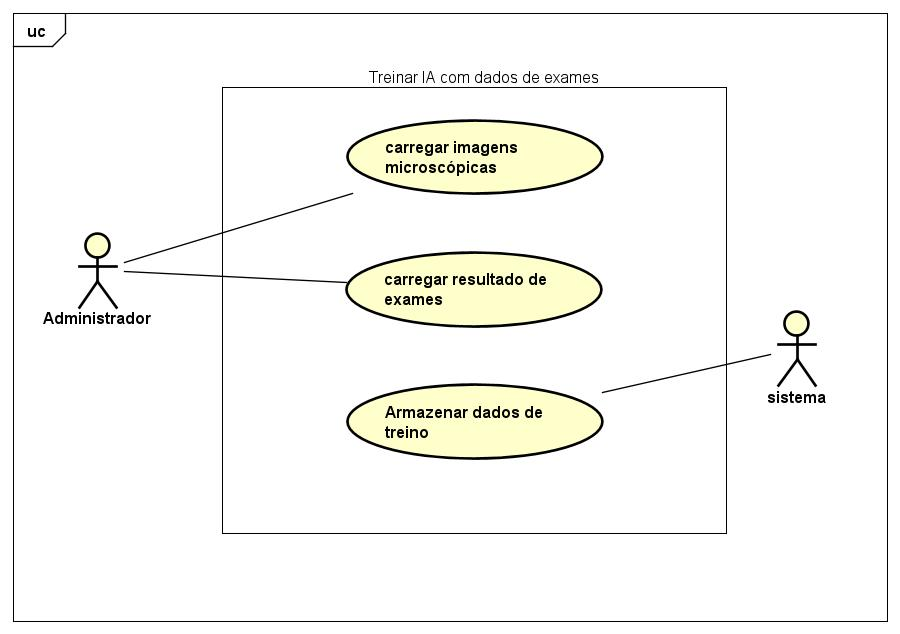 uc
Treinar IA com dados de exames
carregar imagens
microscópicas
carregar resultado de
exames
Administrador
Armazenar dados de
treino
sistema